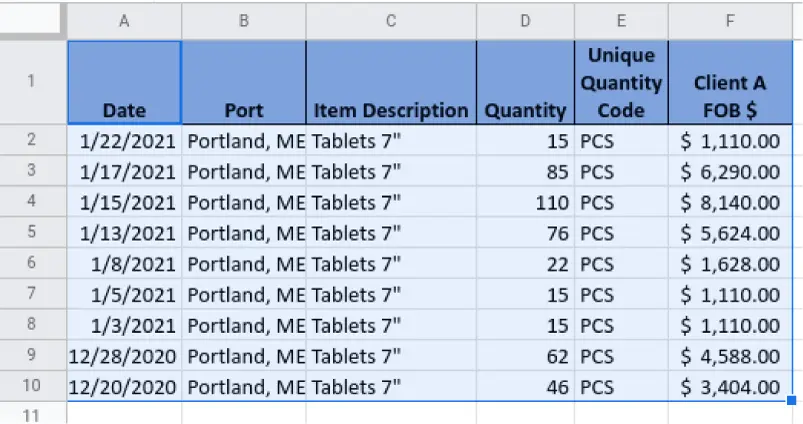 A B C D E F
1 Date Port Item Description Quantity Unique Quantity Code Client A FOB $
2 1/22/2021 Portland, ME Tablets 7" 15 PCS $ 1,110.00
3 1/17/2021 Portland, ME Tablets 7" 85 PCS $ 6,290.00
4 1/15/2021 Portland, ME Tablets 7" 110 PCS $ 8,140.00
5 1/13/2021 Portland, ME Tablets 7" 76 PCS $ 5,624.00
6 1/8/2021 Portland, ME Tablets 7" 22 PCS $ 1,628.00
7 1/5/2021 Portland, ME Tablets 7" 15 PCS $ 1,110.00
8 1/3/2021 Portland, ME Tablets 7" 15 PCS $ 1,110.00
9 12/28/2020 Portland, ME Tablets 7" 62 PCS $ 4,588.00
10 12/20/2020 Portland, ME Tablets 7" 46 PCS $ 3,404.00
11